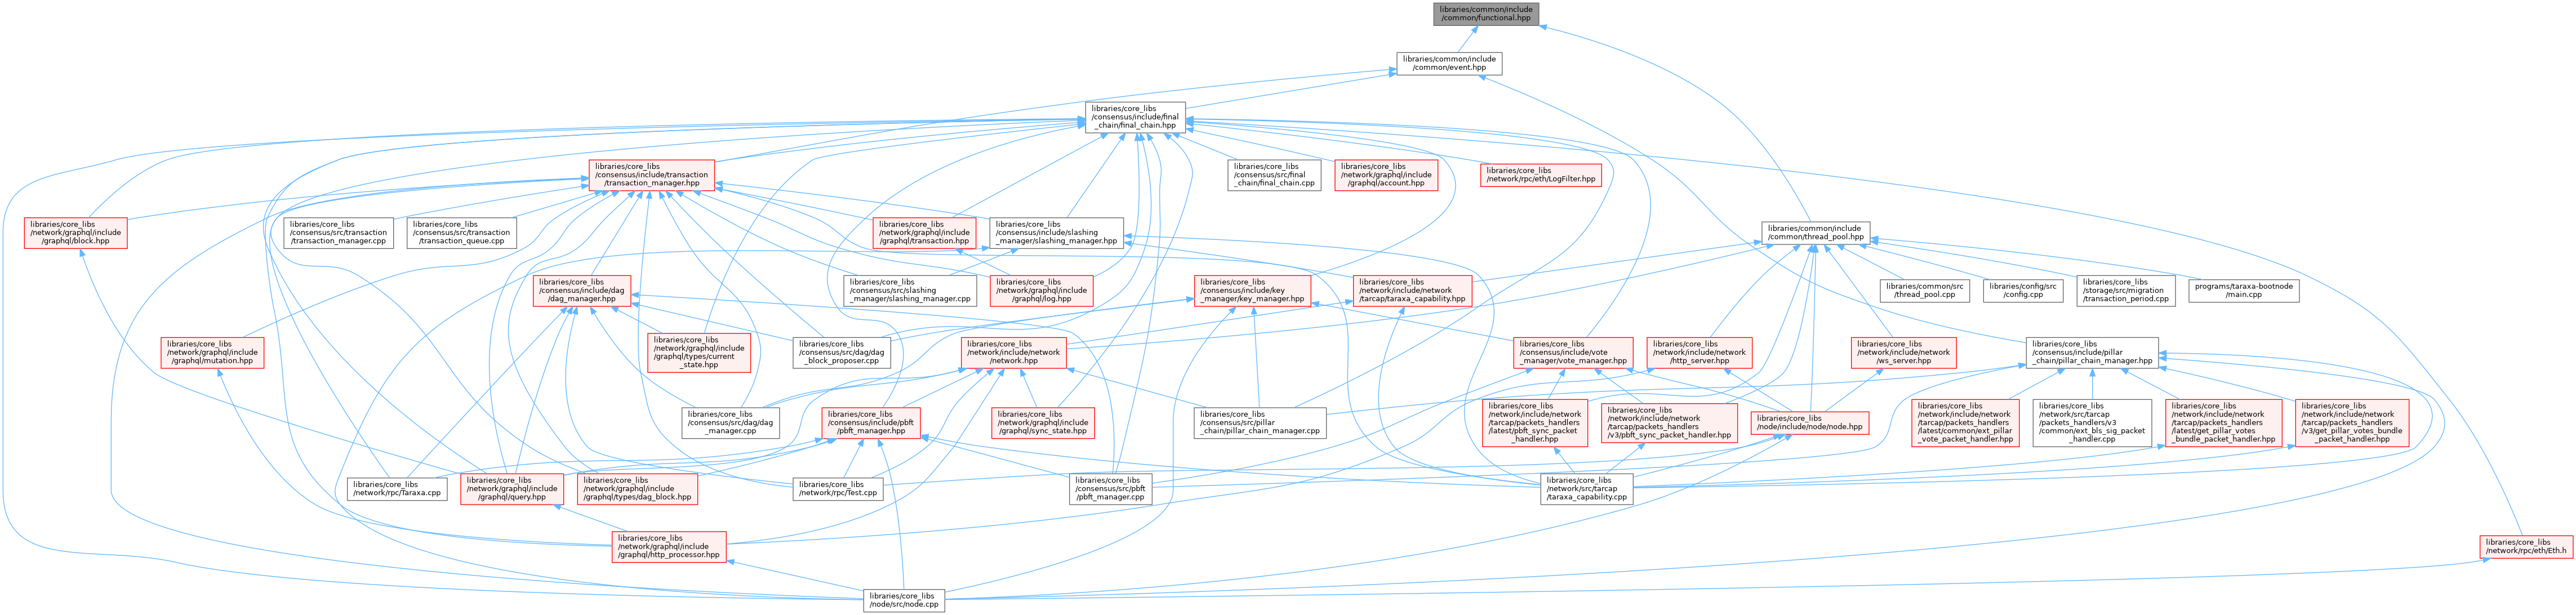 libraries/common/include
/common/functional.hpp
libraries/common/include
/common/event.hpp
libraries/core_libs
/consensus/include/final
_chain/final_chain.hpp
libraries/core_libs
/consensus/include/transaction
/transaction_manager.hpp
libraries/core_libs
/consensus/src/final
_chain/final_chain.cpp
libraries/core_libs
/network/graphql/include
/graphql/account.hpp
libraries/core_libs
/network/rpc/eth/LogFilter.hpp
libraries/core_libs
/network/graphql/include
/graphql/block.hpp
libraries/core_libs
/consensus/src/transaction
/transaction_manager.cpp
libraries/core_libs
/consensus/src/transaction
/transaction_queue.cpp
libraries/core_libs
/network/graphql/include
/graphql/transaction.hpp
libraries/core_libs
/consensus/include/slashing
_manager/slashing_manager.hpp
libraries/common/include
/common/thread_pool.hpp
libraries/core_libs
/consensus/include/dag
/dag_manager.hpp
libraries/core_libs
/consensus/src/slashing
_manager/slashing_manager.cpp
libraries/core_libs
/network/graphql/include
/graphql/log.hpp
libraries/core_libs
/consensus/include/key
_manager/key_manager.hpp
libraries/core_libs
/network/include/network
/tarcap/taraxa_capability.hpp
libraries/common/src
/thread_pool.cpp
libraries/config/src
/config.cpp
libraries/core_libs
/storage/src/migration
/transaction_period.cpp
programs/taraxa-bootnode
/main.cpp
libraries/core_libs
/network/graphql/include
/graphql/mutation.hpp
libraries/core_libs
/network/graphql/include
/graphql/types/current
_state.hpp
libraries/core_libs
/consensus/src/dag/dag
_block_proposer.cpp
libraries/core_libs
/network/include/network
/network.hpp
libraries/core_libs
/consensus/include/vote
_manager/vote_manager.hpp
libraries/core_libs
/network/include/network
/http_server.hpp
libraries/core_libs
/network/include/network
/ws_server.hpp
libraries/core_libs
/consensus/include/pillar
_chain/pillar_chain_manager.hpp
libraries/core_libs
/consensus/src/dag/dag
_manager.cpp
libraries/core_libs
/consensus/include/pbft
/pbft_manager.hpp
libraries/core_libs
/network/graphql/include
/graphql/sync_state.hpp
libraries/core_libs
/consensus/src/pillar
_chain/pillar_chain_manager.cpp
libraries/core_libs
/network/include/network
/tarcap/packets_handlers
/latest/pbft_sync_packet
_handler.hpp
libraries/core_libs
/network/include/network
/tarcap/packets_handlers
/v3/pbft_sync_packet_handler.hpp
libraries/core_libs
/node/include/node/node.hpp
libraries/core_libs
/network/include/network
/tarcap/packets_handlers
/latest/common/ext_pillar
_vote_packet_handler.hpp
libraries/core_libs
/network/src/tarcap
/packets_handlers/v3
/common/ext_bls_sig_packet
_handler.cpp
libraries/core_libs
/network/include/network
/tarcap/packets_handlers
/latest/get_pillar_votes
_bundle_packet_handler.hpp
libraries/core_libs
/network/include/network
/tarcap/packets_handlers
/v3/get_pillar_votes_bundle
_packet_handler.hpp
libraries/core_libs
/network/rpc/Taraxa.cpp
libraries/core_libs
/network/graphql/include
/graphql/query.hpp
libraries/core_libs
/network/graphql/include
/graphql/types/dag_block.hpp
libraries/core_libs
/network/rpc/Test.cpp
libraries/core_libs
/consensus/src/pbft
/pbft_manager.cpp
libraries/core_libs
/network/src/tarcap
/taraxa_capability.cpp
libraries/core_libs
/network/graphql/include
/graphql/http_processor.hpp
libraries/core_libs
/network/rpc/eth/Eth.h
libraries/core_libs
/node/src/node.cpp